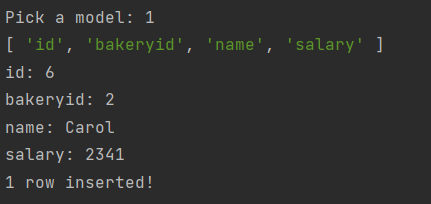 Pick a model: 1
[ 'id', 'bakeryid', 'name', 'salary' ]
id: 6
bakeryid: 2
name: Carol
salary: 2341
1 row inserted!